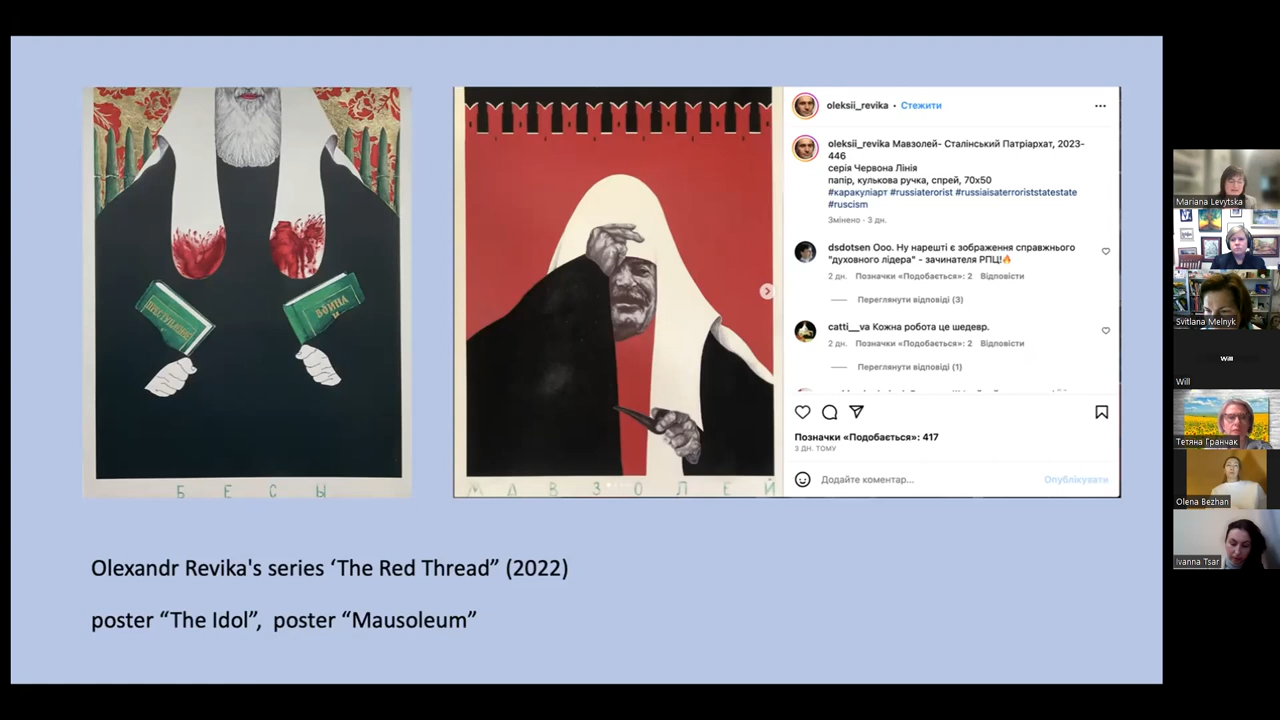 ПРЕСТУПЛЕНИЕ
ВОЙНА
И
БЕСЫ
МАВЗОЛЕЙ
oleksii_revika • Стежити
oleksii_revika Мавзолей- Сталінський Патріархат, 2023-
446
серія Червона Лінія
папір, кулькова ручка, спрей, 70х50
#каракуліарт #russiaterorist #russiaisaterroriststatestate
#ruscism
Змінено · 3 дн.
dsdotsen Ооо. Ну нарешті є зображення справжнього
"духовного лідера" - зачинателя РПЦ!🔥
2 дн. Позначки «Подобається»: 2 Відповісти
Переглянути відповіді (3)
catti__va Кожна робота це шедевр.
2 дн. Позначки «Подобається»: 2 Відповісти
Переглянути відповіді (1)
Позначки «Подобається»: 417
3 ДН. ТОМУ
Додайте коментар...
Опублікувати
Olexandr Revika's series ‘The Red Thread” (2022)
poster “The Idol”, poster “Mausoleum”
Mariana Levytska
Svitlana Melnyk
Will
Will
Тетяна Гранчак
Olena Bezhan
Ivanna Tsar